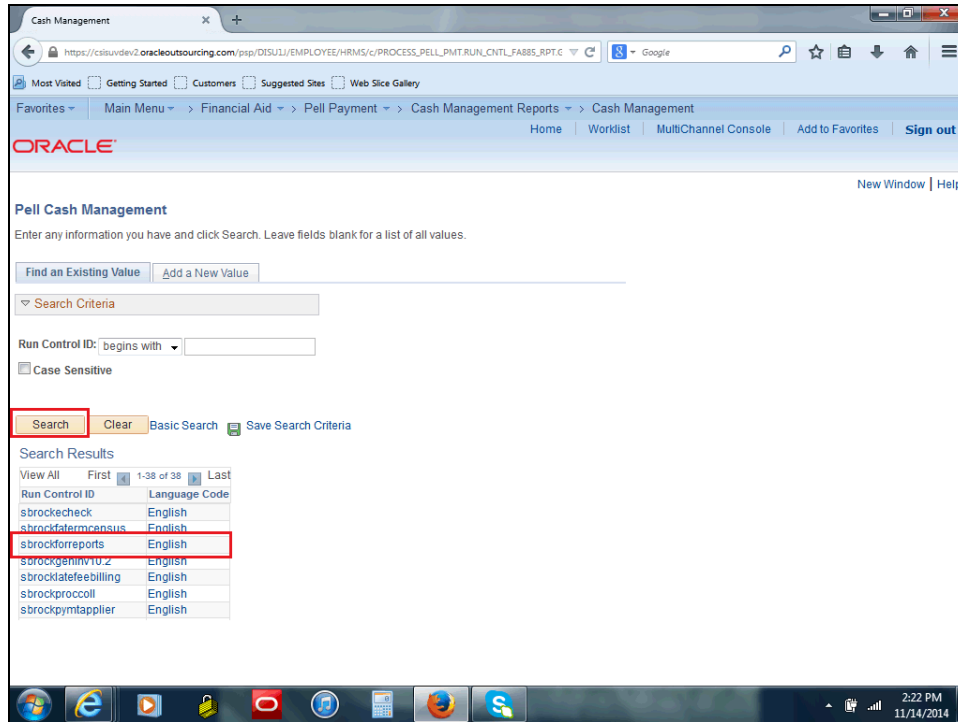 Cash Management
https://csisuvdev2.oracleoutsourcing.com/psp/DISU1J/EMPLOYEE/HRMS/c/PROCESS_PELL_PMT.RUN_CNTL_FA885_RPT.G
Google
Most Visited Getting Started Customers Suggested Sites Web Slice Gallery
Favorites Main Menu > Financial Aid > Pell Payment > Cash Management Reports > Cash Management
Home Worklist MultiChannel Console Add to Favorites Sign out
ORACLE
New Window | Help
Pell Cash Management
Enter any information you have and click Search. Leave fields blank for a list of all values.
Find an Existing Value Add a New Value
Search Criteria
Run Control ID: begins with
Case Sensitive
Search Clear Basic Search Save Search Criteria
Search Results
View All First 1-38 of 38 Last
Run Control ID Language Code
sbrockecheck English
sbrockfatermcensus English
sbrockforreports English
sbrockgeninv10.2 English
sbrocklatefeebilling English
sbrockproccoll English
sbrockpymtapplier English
2:22 PM
11/14/2014